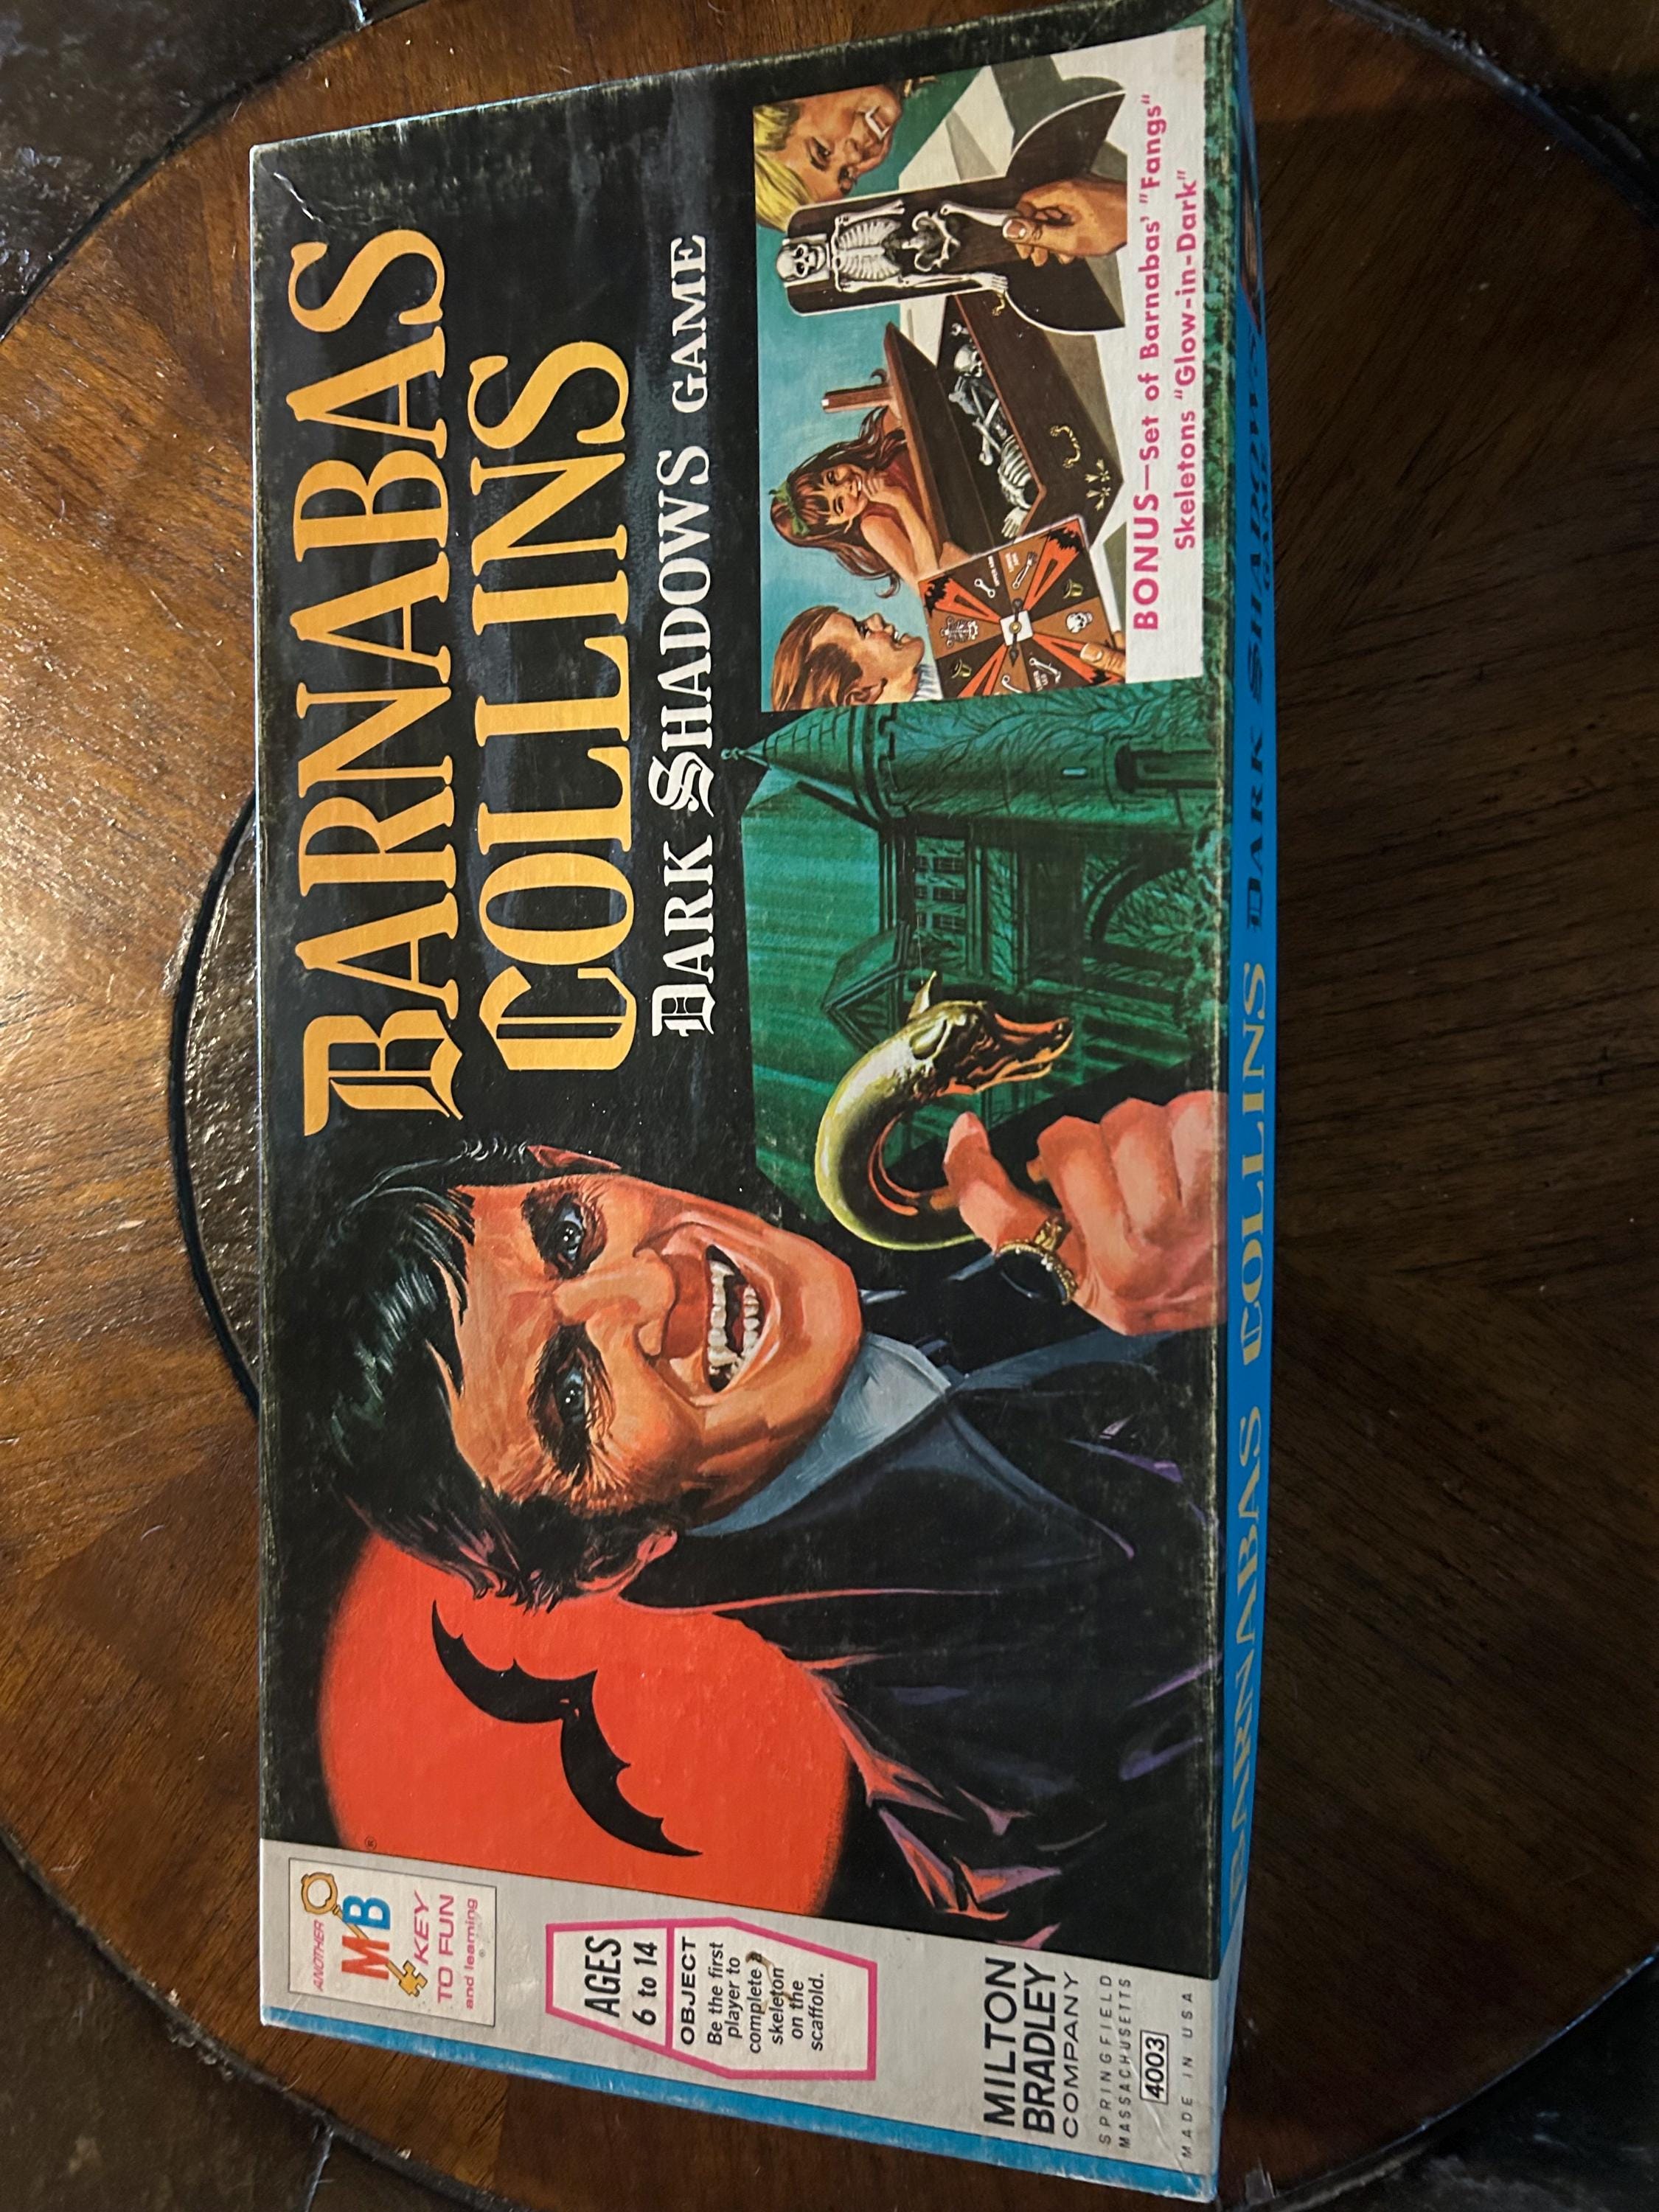 BARNABAS
COLLINS
DARK SHADOWS GAME
®
ANOTHER
MB
KEY
TO FUN
and learning
®
AGES
6 to 14
OBJECT
Be the first
player to
complete a
skeleton
on the
scaffold.
MILTON
BRADLEY
COMPANY
SPRINGFIELD
MASSACHUSETTS
4003
MADE IN USA
BONUS—Set of Barnabas' "Fangs"
Skeletons "Glow-in-Dark"
BARNABAS COLLINS DARK SHADOWS
GAME